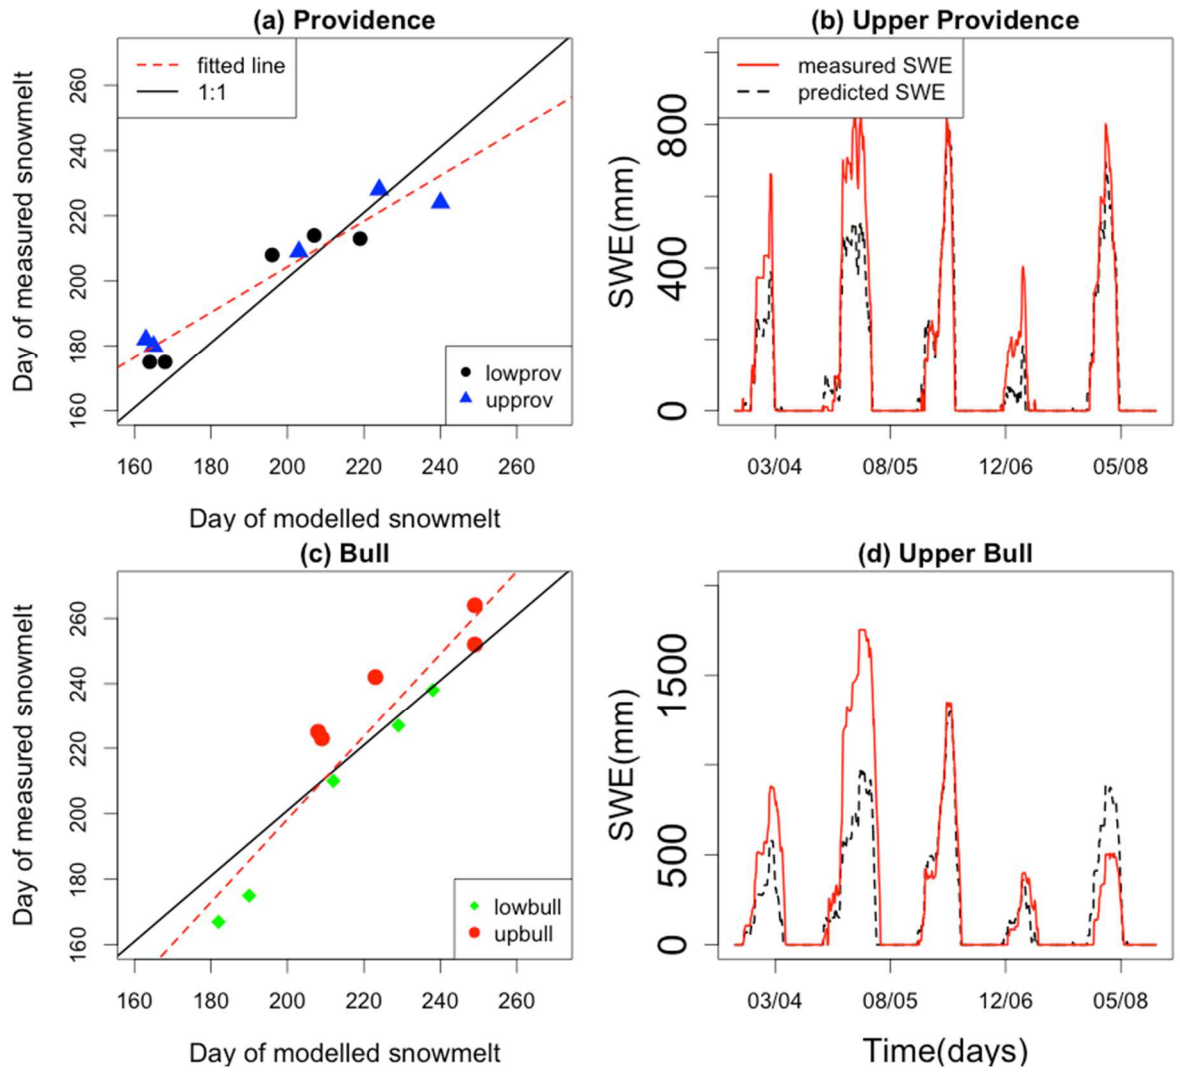 (a) Providence
Day of measured snowmelt
260
240
220
200
180
160
fitted line
1:1
lowprov
upprov
160 180 200 220 240 260
Day of modelled snowmelt
(b) Upper Providence
SWE(mm)
800
400
0
measured SWE
predicted SWE
03/04 08/05 12/06 05/08
(c) Bull
Day of measured snowmelt
260
240
220
200
180
160
lowbull
upbull
160 180 200 220 240 260
Day of modelled snowmelt
(d) Upper Bull
SWE(mm)
1500
500
0
03/04 08/05 12/06 05/08
Time(days)